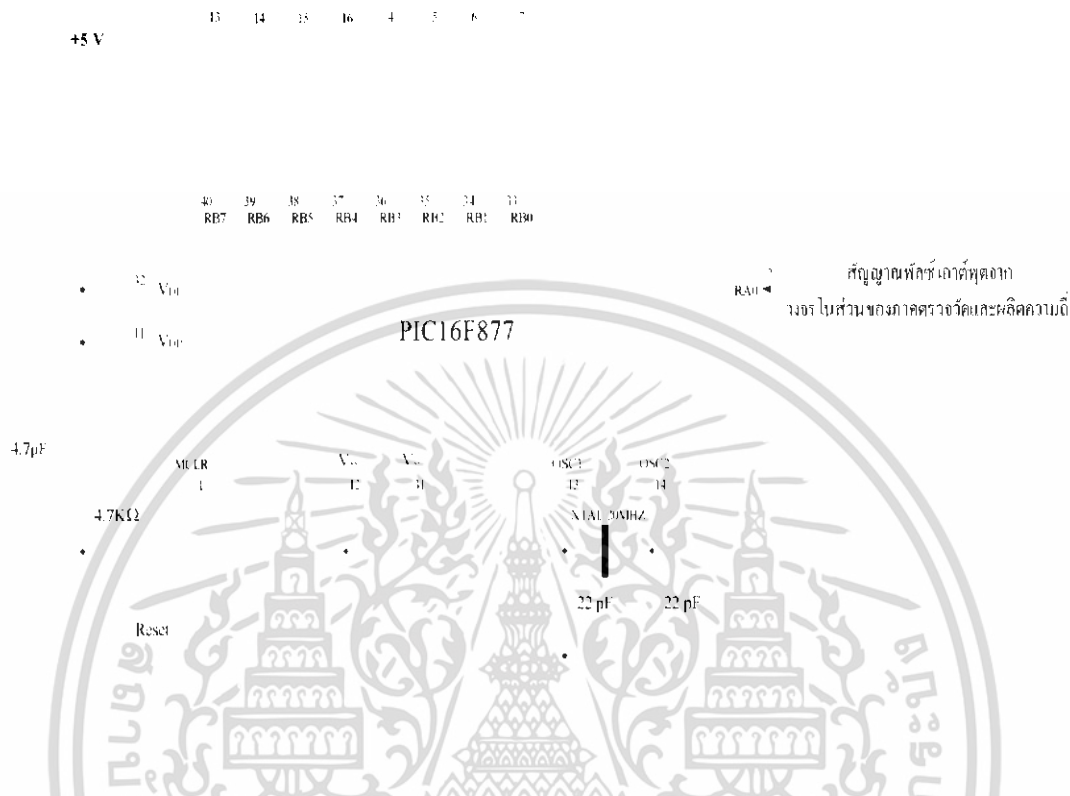 13 14 15 16 4 5 6
+5 V
40 39 38 37 36 35 34 33
RB7 RB6 RB5 RB4 RB3 RB2 RB1 RB0
32 VDD
11 VDD
RA0
สัญญาณพัลซ์เอาต์พุตจาก
วงจรในส่วนของภาคตรวจวัดและผลิตความถี่
PIC16F877
4.7µF
MCLR OSC1 OSC2
1 12 31 13 14
4.7KΩ
XTAL 20MHZ
22 pF 22 pF
Reset